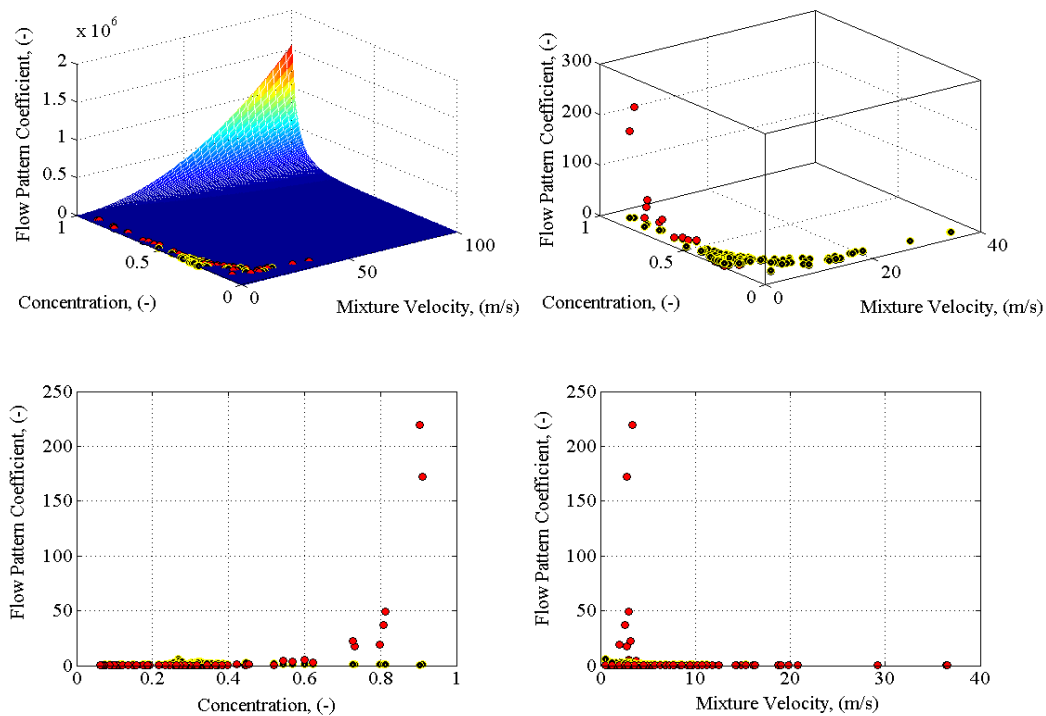 x 10^6
2
1.5
1
0.5
0
Flow Pattern Coefficient, (-)
1
0.5
0
Concentration, (-)
0
50
100
Mixture Velocity, (m/s)
300
200
100
0
Flow Pattern Coefficient, (-)
1
0.5
0
Concentration, (-)
0
20
40
Mixture Velocity, (m/s)
250
200
150
100
50
0
Flow Pattern Coefficient, (-)
0 0.2 0.4 0.6 0.8 1
Concentration, (-)
250
200
150
100
50
0
Flow Pattern Coefficient, (-)
0 10 20 30 40
Mixture Velocity, (m/s)